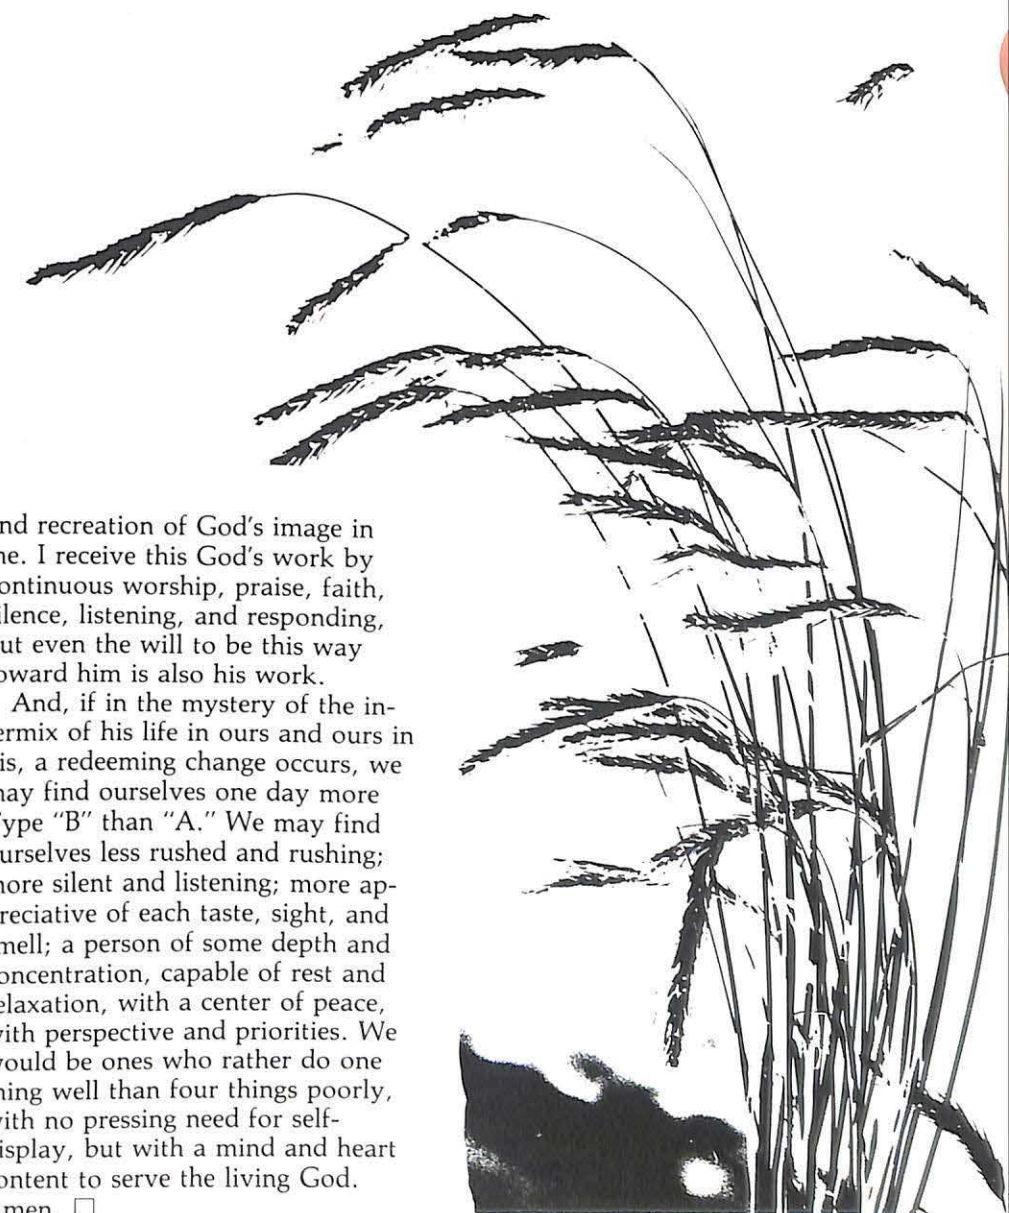 nd recreation of God's image in
ne. I receive this God's work by
ontinuous worship, praise, faith,
ilence, listening, and responding,
ut even the will to be this way
oward him is also his work.
And, if in the mystery of the in-
ermix of his life in ours and ours in
is, a redeeming change occurs, we
nay find ourselves one day more
ype "B" than "A." We may find
urselves less rushed and rushing;
nore silent and listening; more ap-
reciative of each taste, sight, and
mell; a person of some depth and
oncentration, capable of rest and
elaxation, with a center of peace,
vith perspective and priorities. We
vould be ones who rather do one
hing well than four things poorly,
vith no pressing need for self-
isplay, but with a mind and heart
ontent to serve the living God.
men. □